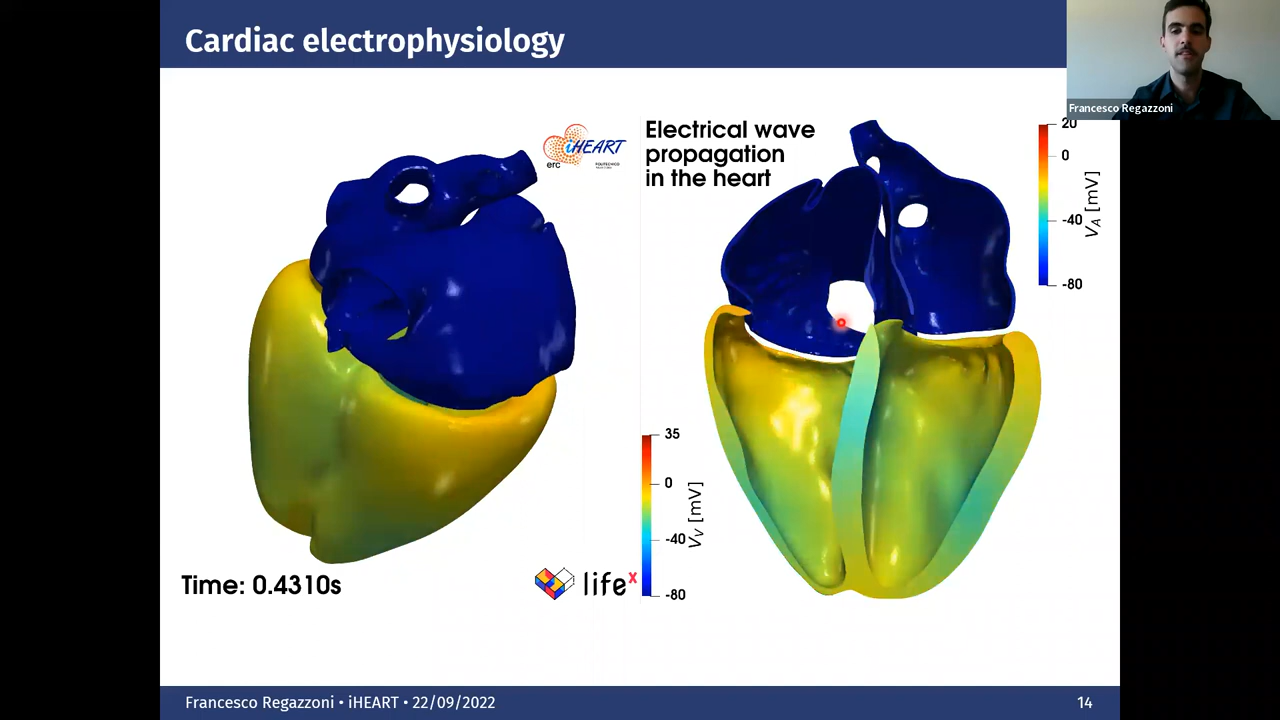 Cardiac electrophysiology
Francesco Regazzoni
iHEART
erc
POLITECNICO
Electrical wave
propagation
in the heart
20
0
-40
-80
V_A [mV]
35
0
-40
-80
V_V [mV]
Time: 0.4310s
life x
Francesco Regazzoni • iHEART • 22/09/2022
14